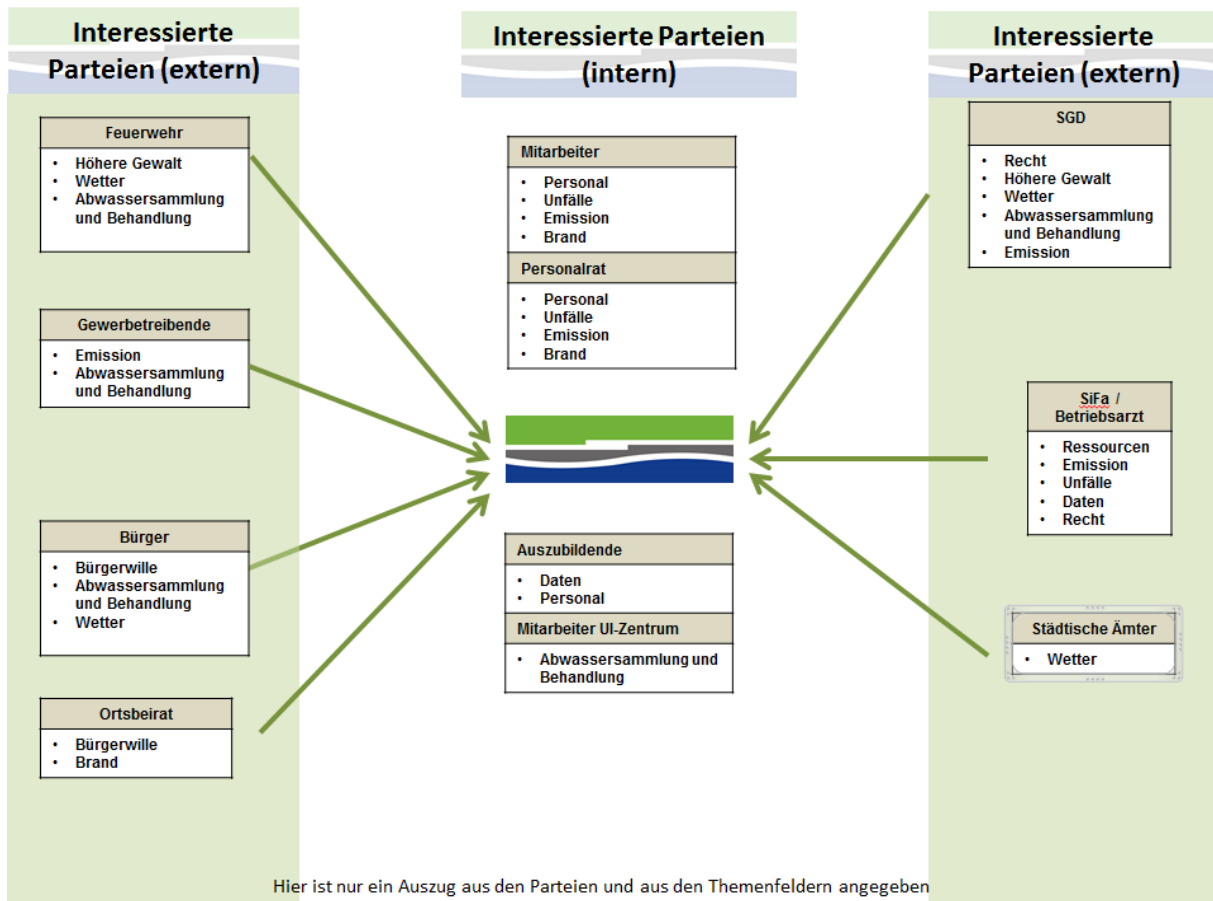 Interessierte
Parteien (extern)
Feuerwehr
• Höhere Gewalt
• Wetter
• Abwassersammlung
und Behandlung
Gewerbetreibende
• Emission
• Abwassersammlung
und Behandlung
Bürger
• Bürgerwille
• Abwassersammlung
und Behandlung
• Wetter
Ortsbeirat
• Bürgerwille
• Brand
Interessierte Parteien
(intern)
Mitarbeiter
• Personal
• Unfälle
• Emission
• Brand
Personalrat
• Personal
• Unfälle
• Emission
• Brand
Auszubildende
• Daten
• Personal
Mitarbeiter UI-Zentrum
• Abwassersammlung und
Behandlung
Interessierte
Parteien (extern)
SGD
• Recht
• Höhere Gewalt
• Wetter
• Abwassersammlung
und Behandlung
• Emission
SiFa /
Betriebsarzt
• Ressourcen
• Emission
• Unfälle
• Daten
• Recht
Städtische Ämter
• Wetter
Hier ist nur ein Auszug aus den Parteien und aus den Themenfeldern angegeben